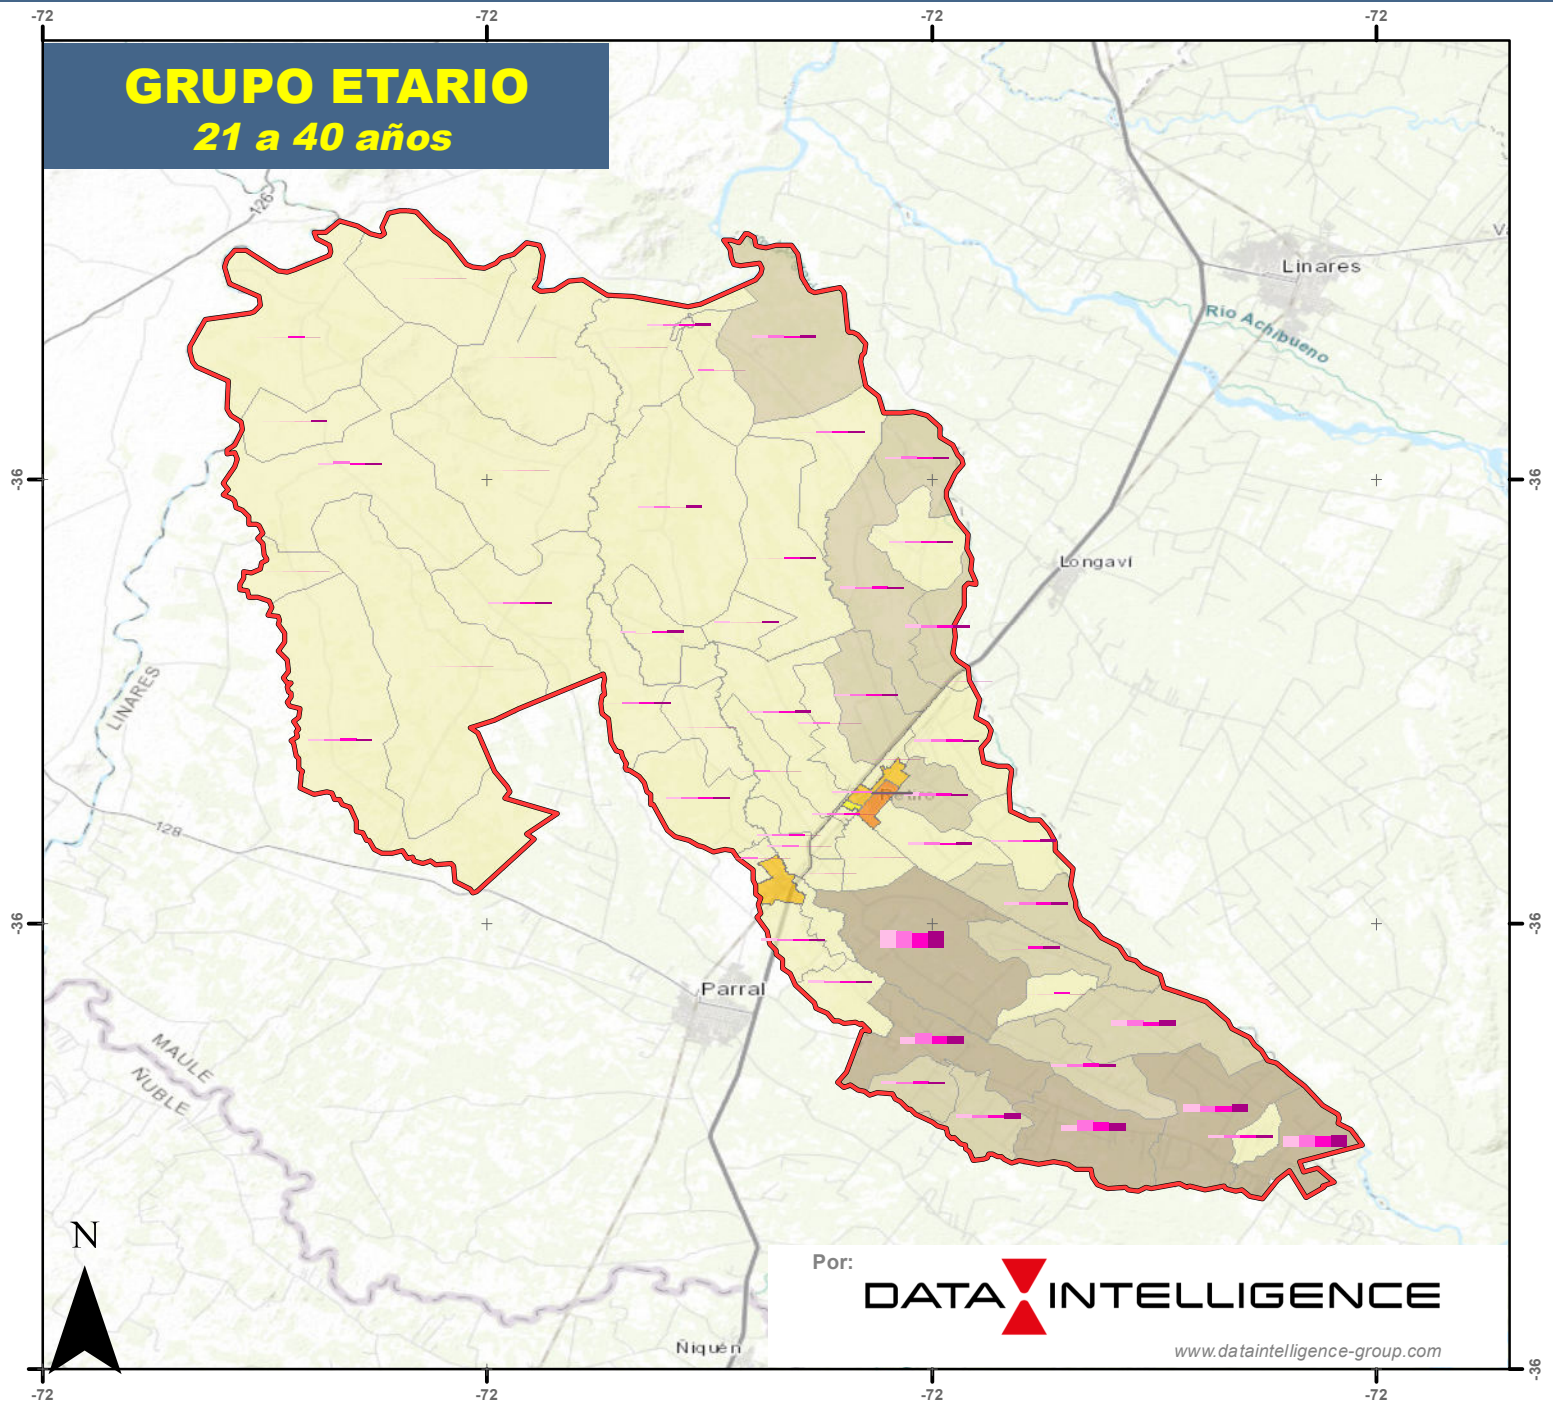 -72
-72
-72
-72
GRUPO ETARIO
21 a 40 años
126
Linares
Río Achibueno
-36
-36
Longaví
LINARES
Retiro
128
-36
-36
Parral
MAULE
ÑUBLE
N
Por:
DATA INTELLIGENCE
www.dataintelligence-group.com
Ñiquén
-36
-72
-72
-72
-72